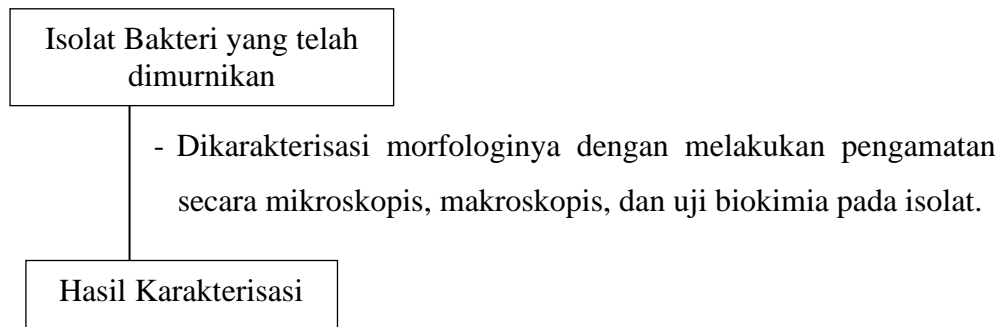 Isolat Bakteri yang telah
dimurnikan
- Dikarakterisasi morfologinya dengan melakukan pengamatan
secara mikroskopis, makroskopis, dan uji biokimia pada isolat.
Hasil Karakterisasi